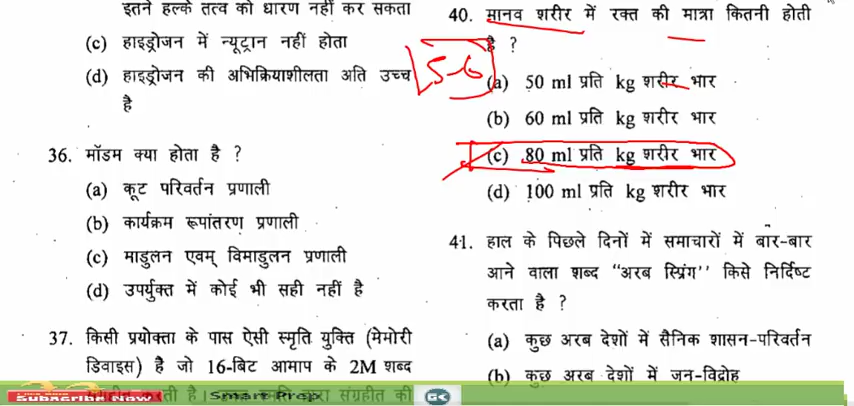 इतने हल्के तत्व को धारण नहीं कर सकता
(c) हाइड्रोजन में न्यूट्रान नहीं होता
(d) हाइड्रोजन की अभिक्रियाशीलता अति उच्च
है
36. मॉडम क्या होता है ?
(a) कूट परिवर्तन प्रणाली
(b) कार्यक्रम रूपांतरण प्रणाली
(c) माडुलन एवम् विमाडुलन प्रणाली
(d) उपर्युक्त में कोई भी सही नहीं है
37. किसी प्रयोक्ता के पास ऐसी स्मृति युक्ति (मेमोरी
डिवाइस) है जो 16-बिट आमाप के 2M शब्द
संग्रहीत करती है। द्वारा संग्रहीत की
40. मानव शरीर में रक्त की मात्रा कितनी होती
है ?
5-6
(a) 50 ml प्रति kg शरीर भार
(b) 60 ml प्रति kg शरीर भार
(c) 80 ml प्रति kg शरीर भार
(d) 100 ml प्रति kg शरीर भार
41. हाल के पिछले दिनों में समाचारों में बार-बार
आने वाला शब्द “अरब स्प्रिंग’’ किसे निर्दिष्ट
करता है ?
(a) कुछ अरब देशों में सैनिक शासन-परिवर्तन
(b) कुछ अरब देशों में जन-विद्रोह
Subscribe Now
Smart Prep
GK